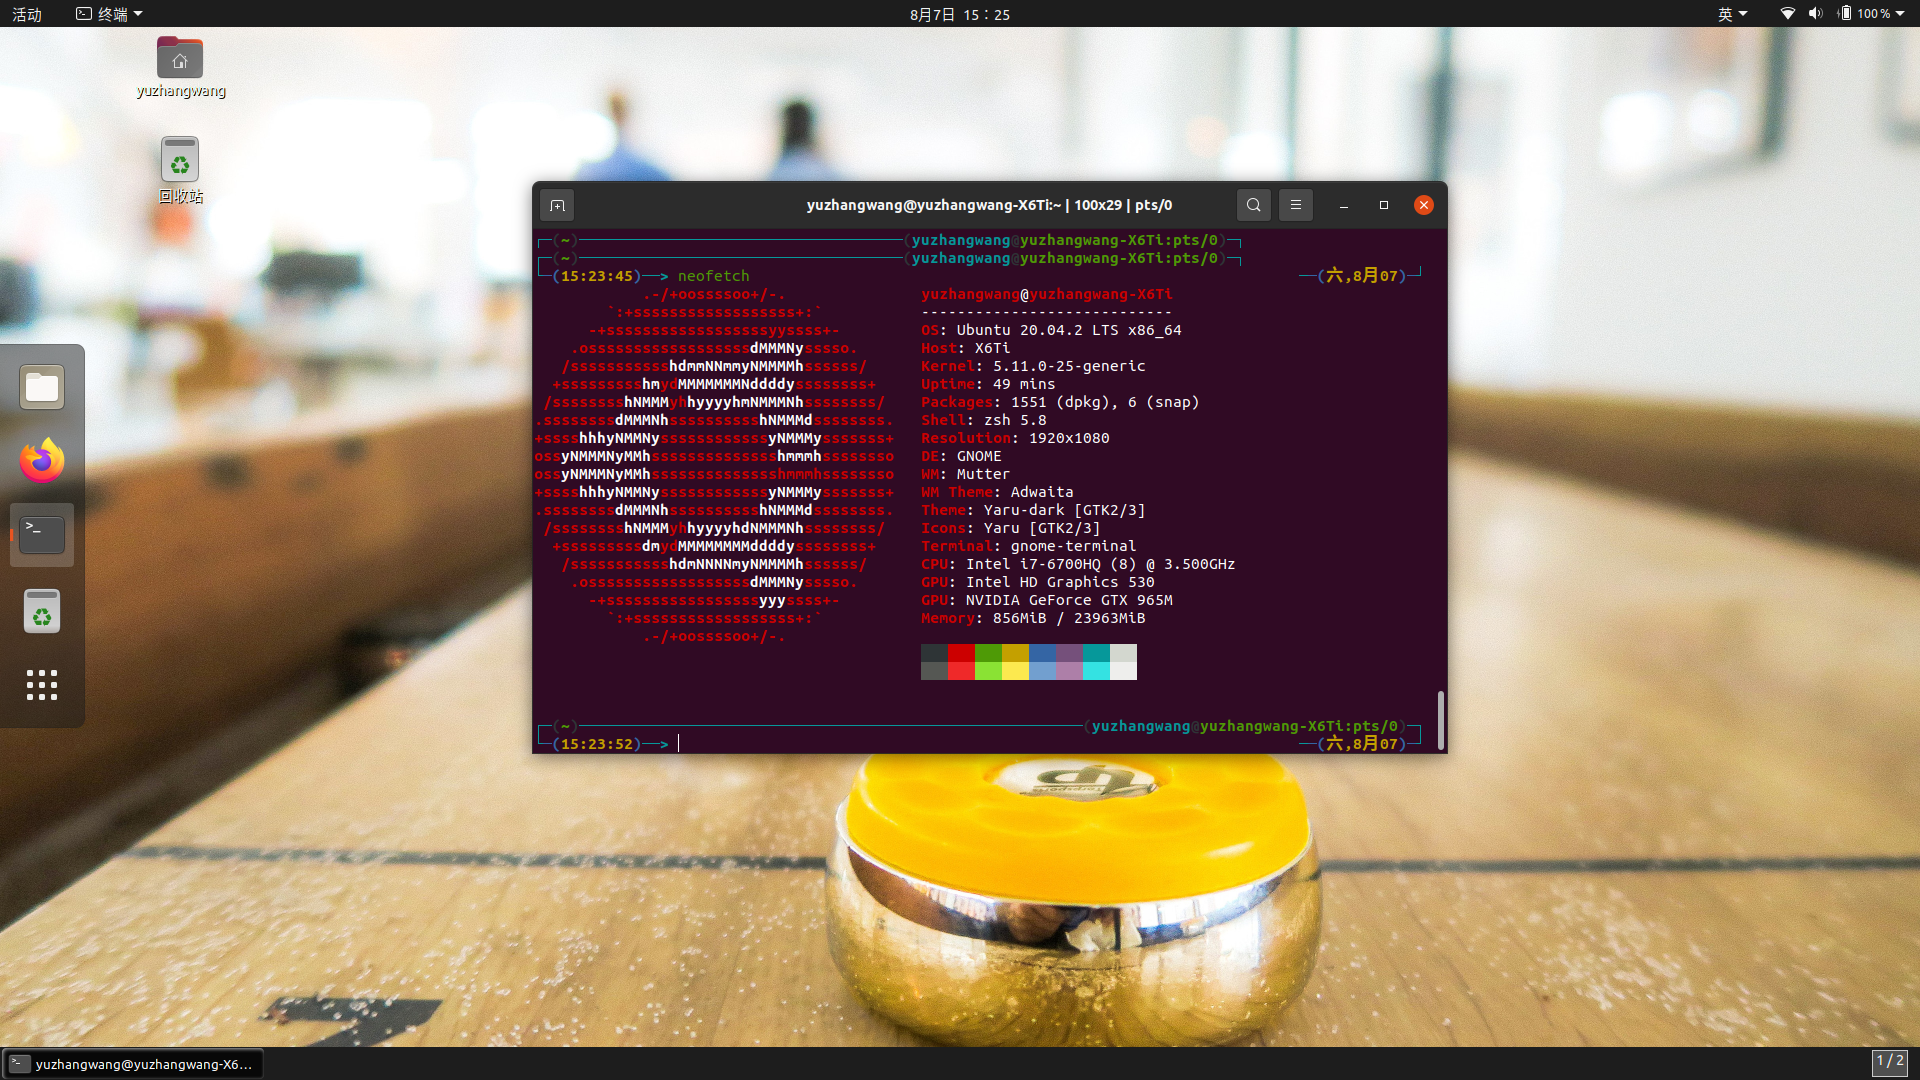 活动 终端 8月7日 15：25 英 100 %
yuzhangwang
回收站
yuzhangwang@yuzhangwang-X6Ti:~ | 100x29 | pts/0
┌─(~)────────────────────────────────────(yuzhangwang@yuzhangwang-X6Ti:pts/0)─┐
┌─(~)────────────────────────────────────(yuzhangwang@yuzhangwang-X6Ti:pts/0)─┐
└─(15:23:45)──> neofetch ──(六,8月07)─┘
.-/+oossssoo+/-. yuzhangwang@yuzhangwang-X6Ti
`:+ssssssssssssssssss+:` ----------------------------
-+ssssssssssssssssssyyssss+- OS: Ubuntu 20.04.2 LTS x86_64
.ossssssssssssssssssdMMMNysssso. Host: X6Ti
/ssssssssssshdmmNNmmyNMMMMhssssss/ Kernel: 5.11.0-25-generic
+ssssssssshmydMMMMMMMNddddyssssssss+ Uptime: 49 mins
/sssssssshNMMMyhhyyyyhmNMMMNhssssssss/ Packages: 1551 (dpkg), 6 (snap)
.ssssssssdMMMNhsssssssssshNMMMdssssssss. Shell: zsh 5.8
+sssshhhyNMMNyssssssssssssyNMMMysssssss+ Resolution: 1920x1080
ossyNMMMNyMMhsssssssssssssshmmmhssssssso DE: GNOME
ossyNMMMNyMMhsssssssssssssshmmmhssssssso WM: Mutter
+sssshhhyNMMNyssssssssssssyNMMMysssssss+ WM Theme: Adwaita
.ssssssssdMMMNhsssssssssshNMMMdssssssss. Theme: Yaru-dark [GTK2/3]
/sssssssshNMMMyhhyyyyhdNMMMNhssssssss/ Icons: Yaru [GTK2/3]
+sssssssssdmydMMMMMMMMddddyssssssss+ Terminal: gnome-terminal
/ssssssssssshdmNNNNmyNMMMMhssssss/ CPU: Intel i7-6700HQ (8) @ 3.500GHz
.ossssssssssssssssssdMMMNysssso. GPU: Intel HD Graphics 530
-+sssssssssssssssssyyyssss+- GPU: NVIDIA GeForce GTX 965M
`:+ssssssssssssssssss+:` Memory: 856MiB / 23963MiB
.-/+oossssoo+/-.
┌─(~)────────────────────────────────────────────────────────(yuzhangwang@yuzhangwang-X6Ti:pts/0)─┐
└─(15:23:52)──> ──(六,8月07)─┘
yuzhangwang@yuzhangwang-X6...
1 / 2